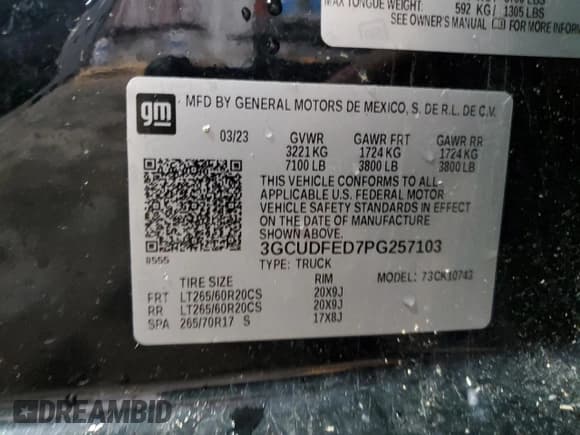 MAX TONGUE WEIGHT:
592 KG / 1305 LBS
SEE OWNER'S MANUAL FOR MORE INFORMA
gm
MFD BY GENERAL MOTORS DE MEXICO, S. DE R.L. DE C.V.
03/23 GVWR GAWR FRT GAWR RR
3221 KG 1724 KG 1724 KG
7100 LB 3800 LB 3800 LB
THIS VEHICLE CONFORMS TO ALL
APPLICABLE U.S. FEDERAL MOTOR
VEHICLE SAFETY STANDARDS IN EFFECT
ON THE DATE OF MANUFACTURE
SHOWN ABOVE.
3GCUDFED7PG257103
8555 TYPE: TRUCK MODEL: 73CK10743
TIRE SIZE RIM
FRT LT265/60R20CS 20X9J
RR LT265/60R20CS 20X9J
SPA 265/70R17 S 17X8J
DREAMBID